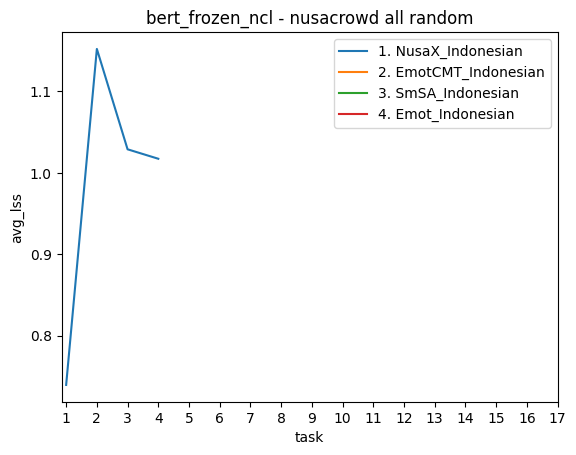 bert_frozen_ncl - nusacrowd all random
1. NusaX_Indonesian
2. EmotCMT_Indonesian
3. SmSA_Indonesian
4. Emot_Indonesian
avg_lss
1.1
1.0
0.9
0.8
1 2 3 4 5 6 7 8 9 10 11 12 13 14 15 16 17
task